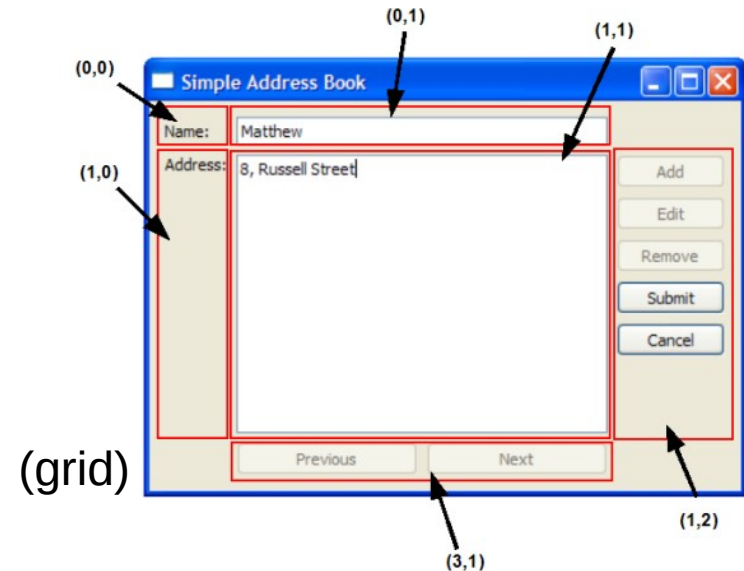 (0,1)
(1,1)
(0,0)
Simple Address Book
Name: Matthew
(1,0)
Address: 8, Russell Street
Add
Edit
Remove
Submit
Cancel
Previous Next
(grid)
(1,2)
(3,1)